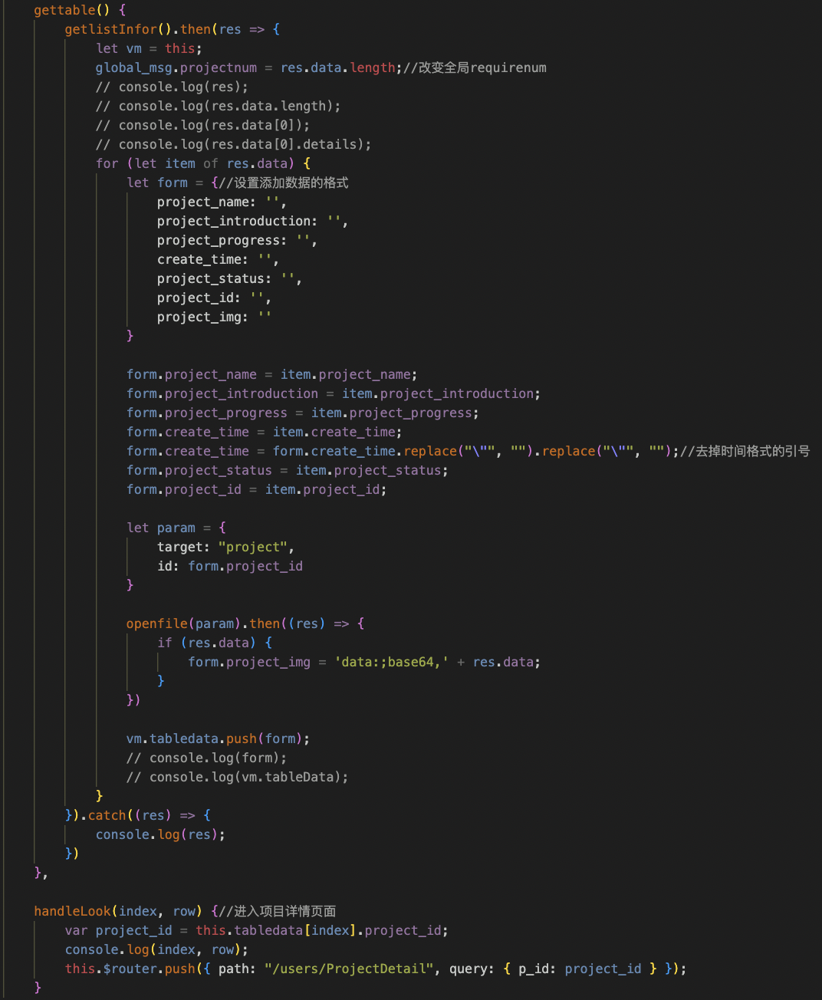 gettable() {
    getlistInfor().then(res => {
        let vm = this;
        global_msg.projectnum = res.data.length;//改变全局requirenum
        // console.log(res);
        // console.log(res.data.length);
        // console.log(res.data[0]);
        // console.log(res.data[0].details);
        for (let item of res.data) {
            let form = {//设置添加数据的格式
                project_name: '',
                project_introduction: '',
                project_progress: '',
                create_time: '',
                project_status: '',
                project_id: '',
                project_img: ''
            }

            form.project_name = item.project_name;
            form.project_introduction = item.project_introduction;
            form.project_progress = item.project_progress;
            form.create_time = item.create_time;
            form.create_time = form.create_time.replace("\"", "").replace("\"", "");//去掉时间格式的引号
            form.project_status = item.project_status;
            form.project_id = item.project_id;

            let param = {
                target: "project",
                id: form.project_id
            }

            openfile(param).then((res) => {
                if (res.data) {
                    form.project_img = 'data:;base64,' + res.data;
                }
            })

            vm.tabledata.push(form);
            // console.log(form);
            // console.log(vm.tableData);
        }
    }).catch((res) => {
        console.log(res);
    })
},

handleLook(index, row) {//进入项目详情页面
    var project_id = this.tabledata[index].project_id;
    console.log(index, row);
    this.$router.push({ path: "/users/ProjectDetail", query: { p_id: project_id } });
}